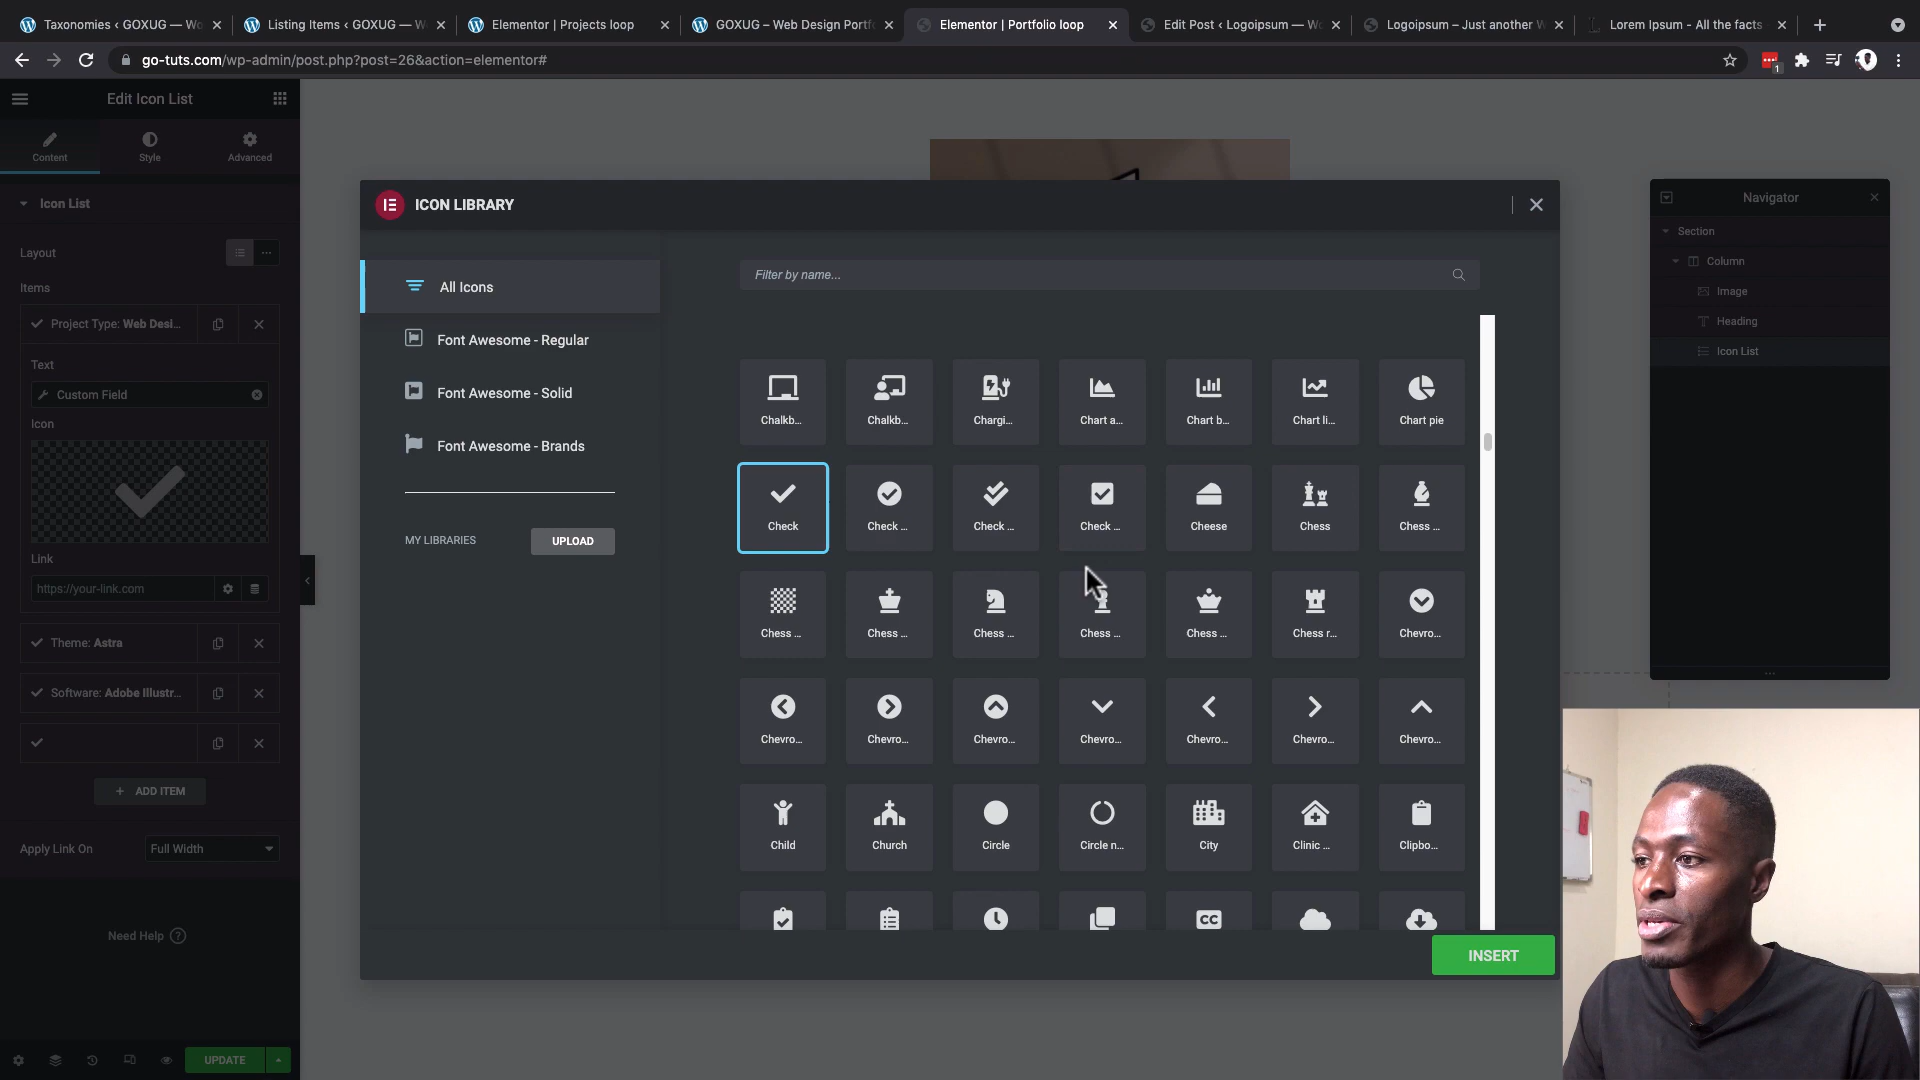 Taxonomies ‹ GOXUG — Wo
Listing Items ‹ GOXUG — W
Elementor | Projects loop
GOXUG – Web Design Portf
Elementor | Portfolio loop
Edit Post ‹ Logoipsum — Wo
Logoipsum – Just another W
Lorem Ipsum - All the facts
go-tuts.com/wp-admin/post.php?post=26&action=elementor#
1
Edit Icon List
Content
Style
Advanced
Icon List
Layout
Items
Project Type: Web Desi...
Text
Custom Field
Icon
Link
https://your-link.com
Theme: Astra
Software: Adobe Illustr...
+ ADD ITEM
Apply Link On
Full Width
Need Help ?
UPDATE
ICON LIBRARY
All Icons
Font Awesome - Regular
Font Awesome - Solid
Font Awesome - Brands
MY LIBRARIES
UPLOAD
Filter by name...
Chalkb...
Chalkb...
Chargi...
Chart a...
Chart b...
Chart li...
Chart pie
Check
Check ...
Check ...
Check ...
Cheese
Chess
Chess ...
Chess ...
Chess ...
Chess ...
Chess ...
Chess ...
Chess r...
Chevro...
Chevro...
Chevro...
Chevro...
Chevro...
Chevro...
Chevro...
Chevro...
Child
Church
Circle
Circle n...
City
Clinic ...
Clipbo...
CC
INSERT
Navigator
Section
Column
Image
Heading
Icon List